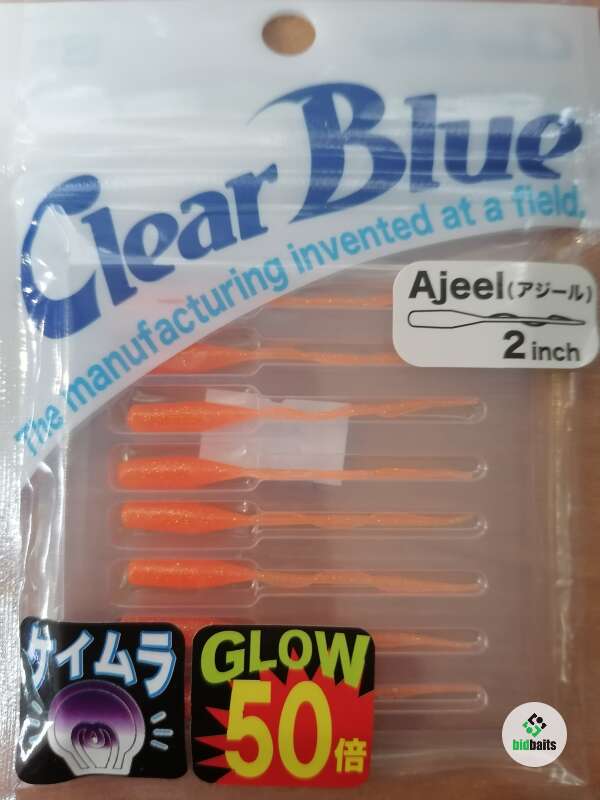 Clear Blue
The manufacturing invented at a field.
Ajeel(アジール)
2 inch
ケイムラ
GLOW
50倍
bidbaits